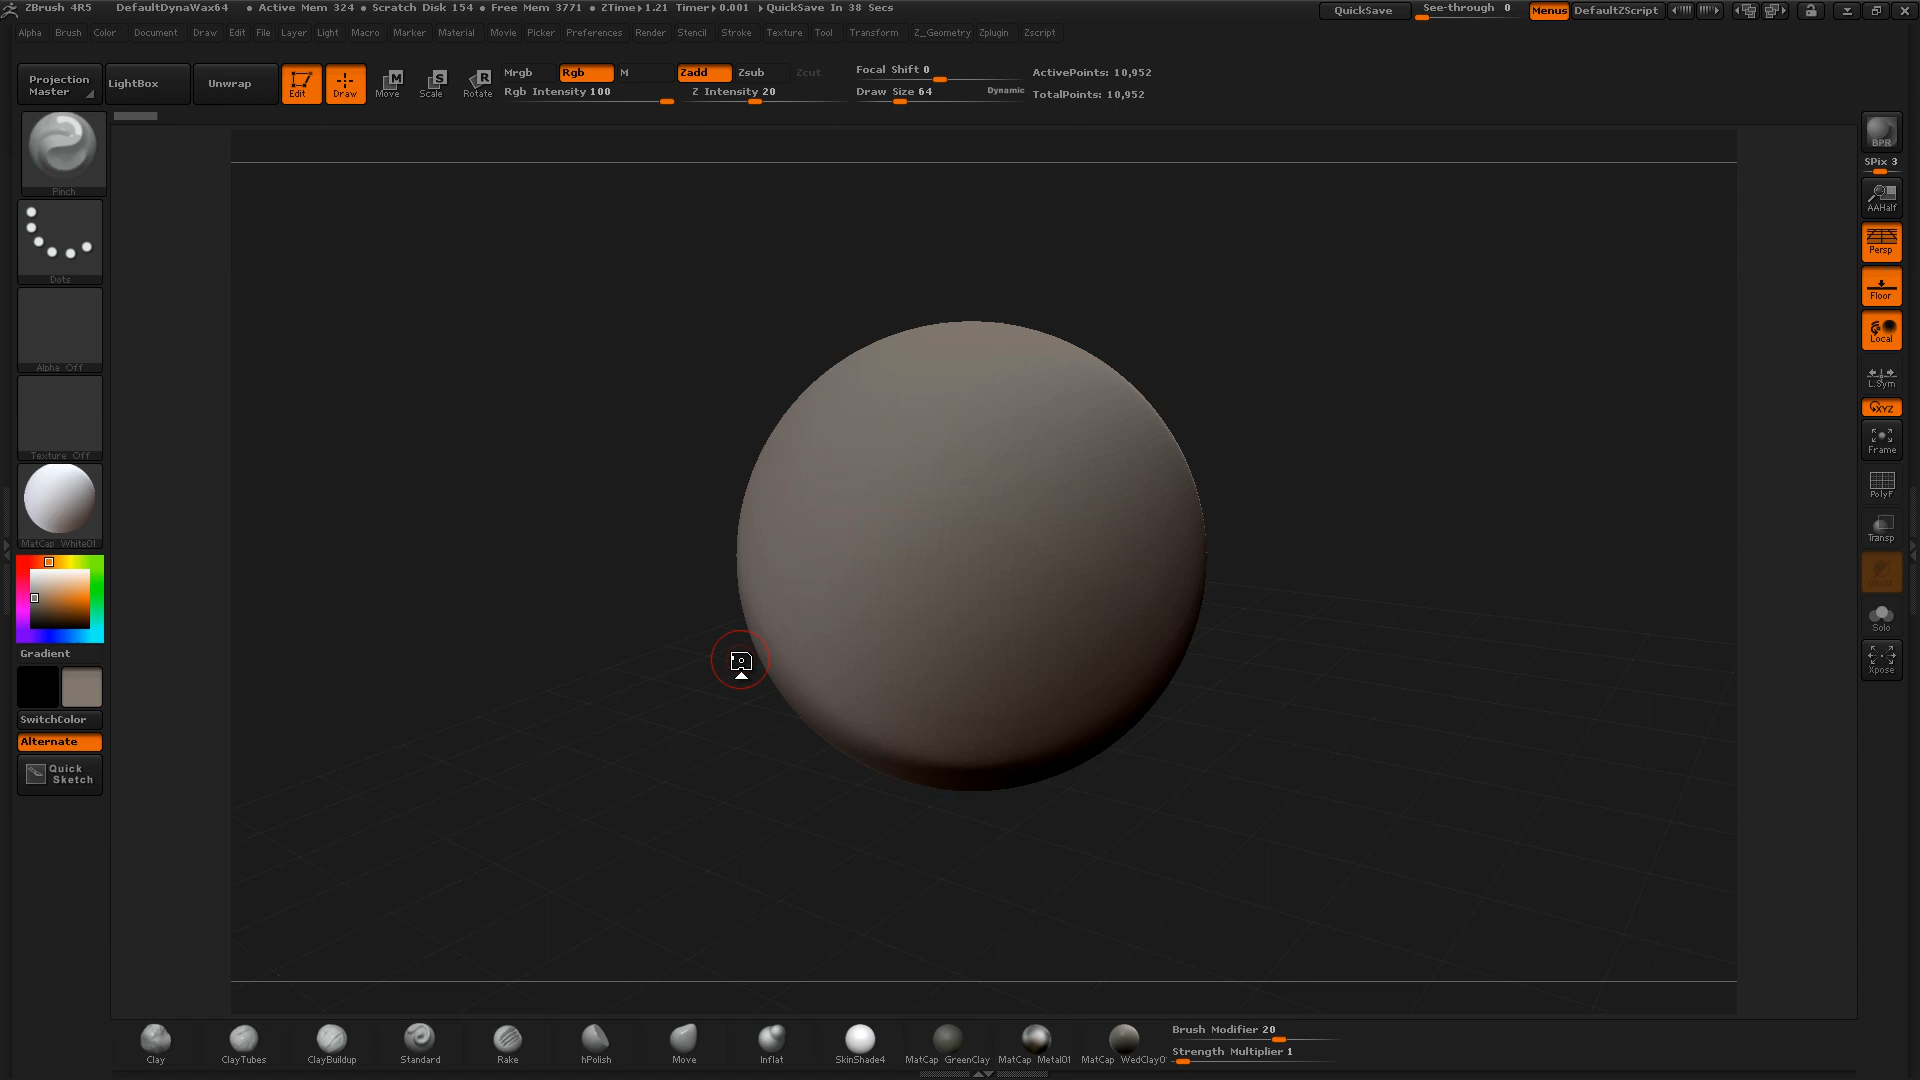 ZBrush 4R5 DefaultDynaWax64 • Active Mem 324 • Scratch Disk 154 • Free Mem 3771 • ZTime▸1.21 Timer▸0.001 ▸QuickSave In 38 Secs QuickSave See-through 0 Menus DefaultZScript
Alpha Brush Color Document Draw Edit File Layer Light Macro Marker Material Movie Picker Preferences Render Stencil Stroke Texture Tool Transform Z_Geometry Zplugin Zscript
Projection Master
LightBox
Unwrap
Edit
Draw
Move
Scale
Rotate
Mrgb Rgb M Zadd Zsub Zcut
Rgb Intensity 100 Z Intensity 20
Focal Shift 0
Draw Size 64 Dynamic
ActivePoints: 10,952
TotalPoints: 10,952
Pinch
Dots
Alpha Off
Texture Off
MatCap White01
Gradient
SwitchColor
Alternate
Quick Sketch
BPR
SPix 3
AAHalf
Persp
Floor
Local
L.Sym
XYZ
Frame
PolyF
Transp
Solo
Xpose
M
S
R
Clay ClayTubes ClayBuildup Standard Rake hPolish Move Inflat SkinShade4 MatCap GreenClay MatCap Metal01 MatCap WedClay0
Brush Modifier 20
Strength Multiplier 1